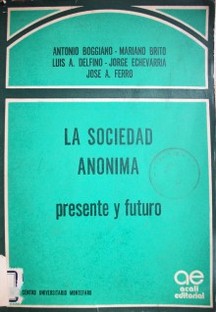 ANTONIO BOGGIANO - MARIANO BRITO
LUIS A. DELFINO - JORGE ECHEVARRIA
JOSE A. FERRO
LA SOCIEDAD
ANONIMA
presente y futuro
CENTRO UNIVERSITARIO MONTEFARO
ae
acali
editorial